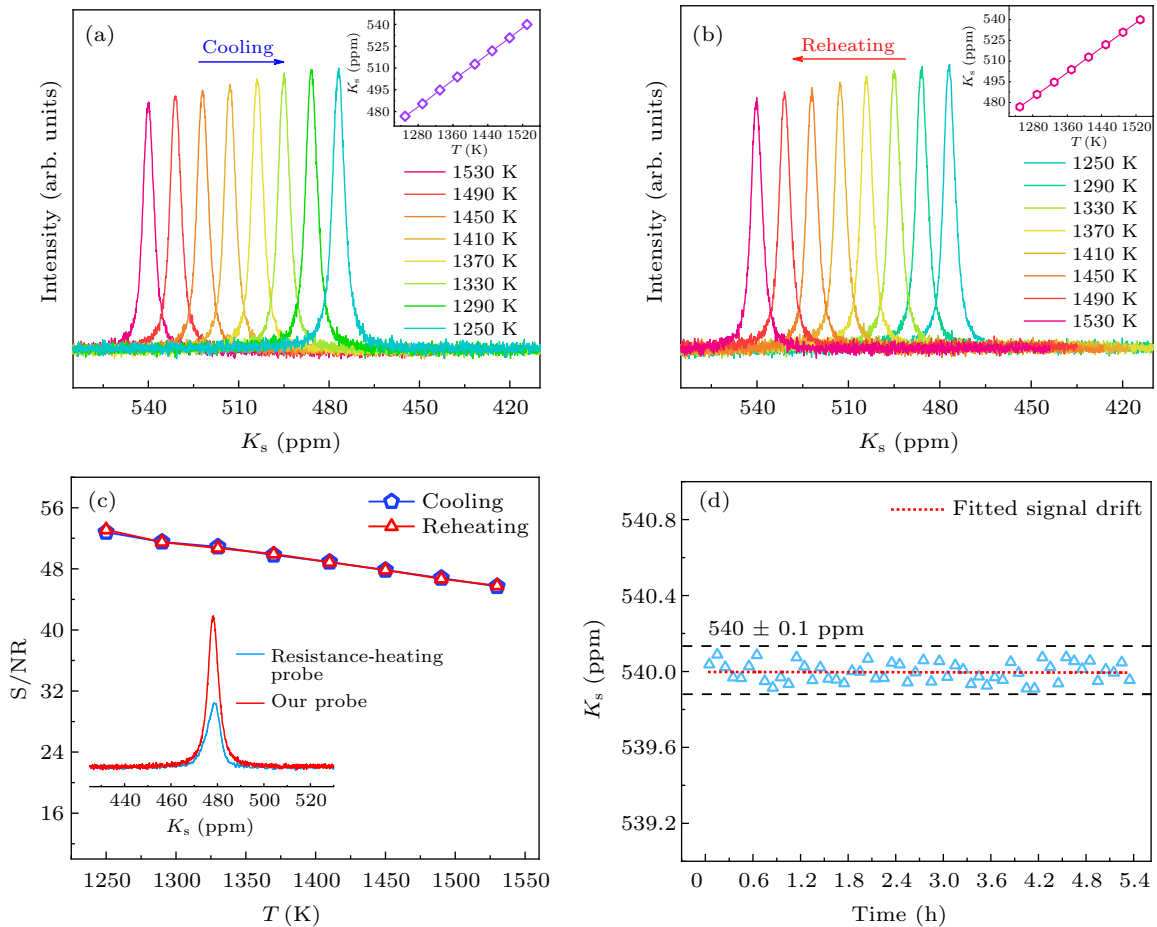 (a)
Cooling
Intensity (arb. units)
Ks (ppm)
540
525
510
495
480
1280 1360 1440 1520
T (K)
1530 K
1490 K
1450 K
1410 K
1370 K
1330 K
1290 K
1250 K
540 510 480 450 420
Ks (ppm)
(b)
Reheating
Intensity (arb. units)
Ks (ppm)
540
525
510
495
480
1280 1360 1440 1520
T (K)
1250 K
1290 K
1330 K
1370 K
1410 K
1450 K
1490 K
1530 K
540 510 480 450 420
Ks (ppm)
(c)
Cooling
Reheating
S/NR
56
48
40
32
24
16
Resistance-heating
probe
Our probe
440 460 480 500 520
Ks (ppm)
1250 1300 1350 1400 1450 1500 1550
T (K)
(d)
Fitted signal drift
540 ± 0.1 ppm
Ks (ppm)
540.8
540.4
540.0
539.6
539.2
0 0.6 1.2 1.8 2.4 3.0 3.6 4.2 4.8 5.4
Time (h)